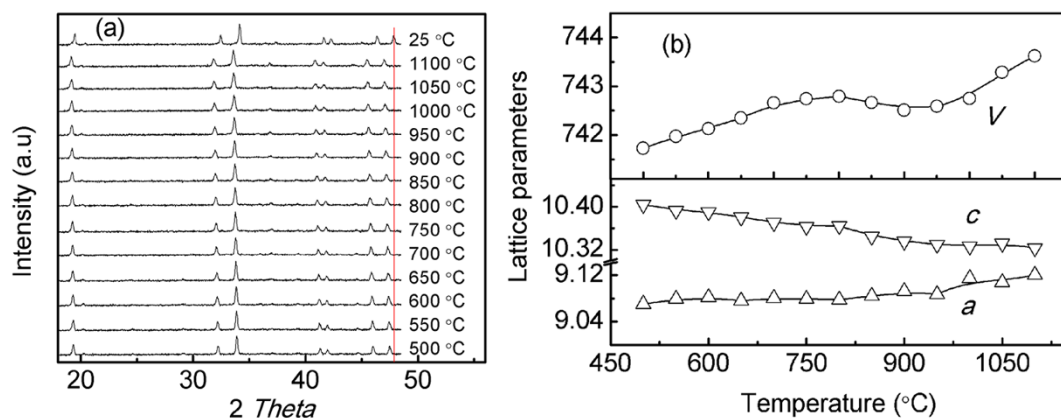 (a)
25 °C
1100 °C
1050 °C
1000 °C
950 °C
900 °C
850 °C
800 °C
750 °C
700 °C
650 °C
600 °C
550 °C
500 °C
Intensity (a.u)
20 30 40 50
2 Theta
(b)
744
743
742
V
Lattice parameters
10.40
10.32
c
9.12
9.04
a
450 600 750 900 1050
Temperature (°C)